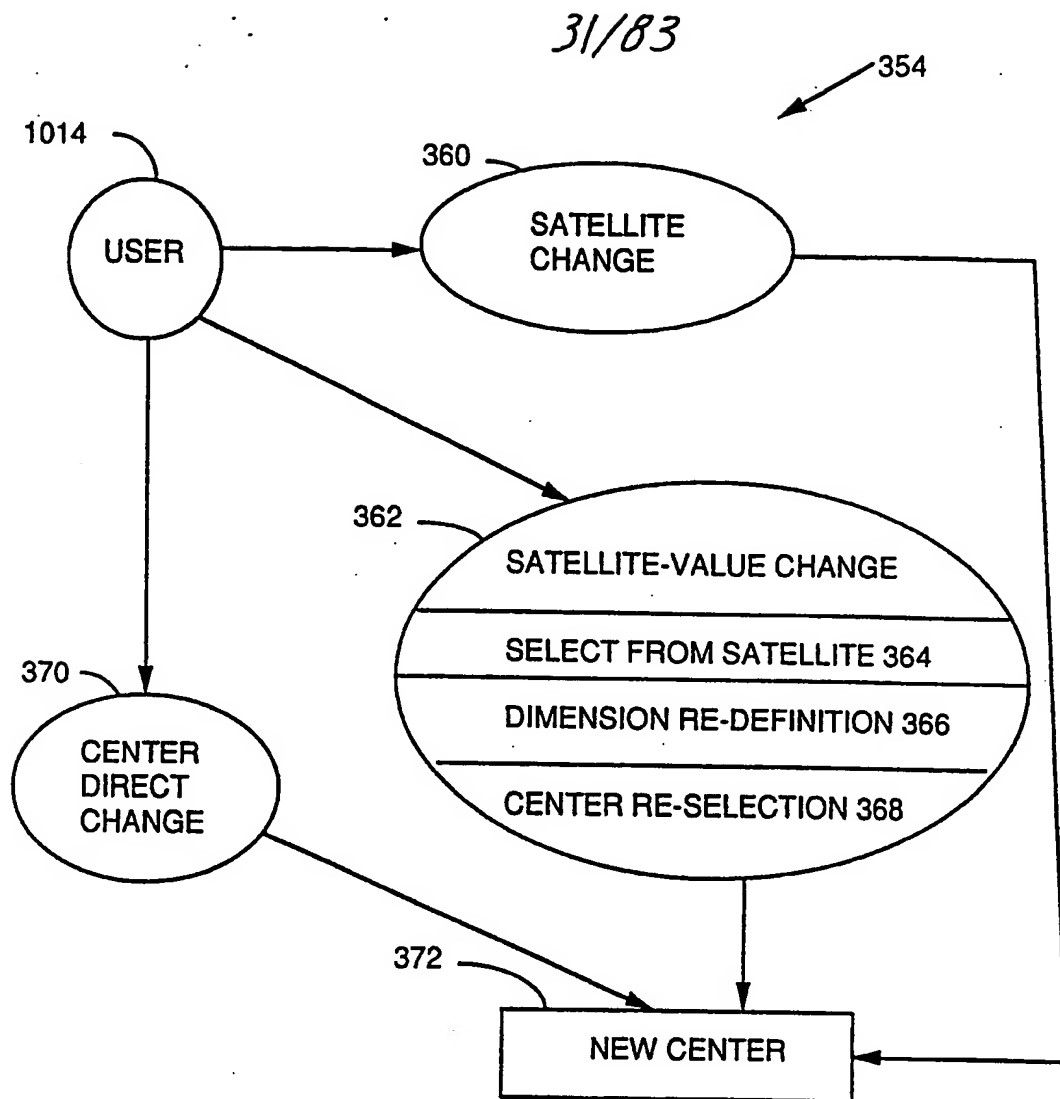 31/83
354
1014
360
USER
SATELLITE
CHANGE
362
SATELLITE-VALUE CHANGE
SELECT FROM SATELLITE 364
DIMENSION RE-DEFINITION 366
CENTER RE-SELECTION 368
370
CENTER
DIRECT
CHANGE
372
NEW CENTER